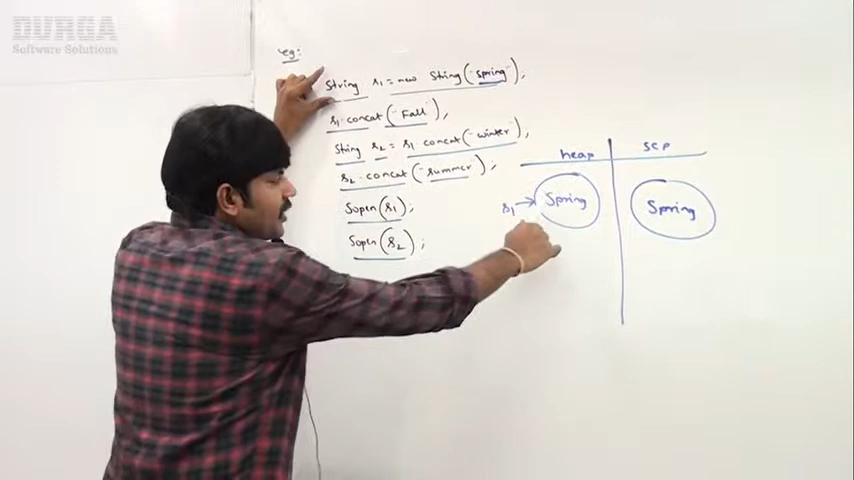 DURGA
Software Solutions
eg:
String s1 = new String("spring");
s1.concat("Fall");
String s2 = s1.concat("winter");
s2.concat("summer");
Sopln(s1);
Sopln(s2);
heap
SCP
s1 → Spring
Spring